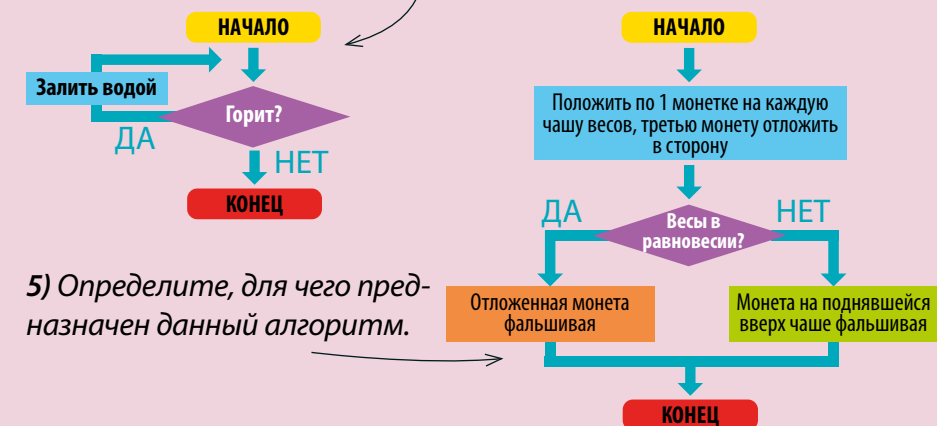 НАЧАЛО
Залить водой
Горит?
ДА
НЕТ
КОНЕЦ
5) Определите, для чего пред-
назначен данный алгоритм.
НАЧАЛО
Положить по 1 монетке на каждую
чашу весов, третью монету отложить
в сторону
ДА
НЕТ
Весы в
равновесии?
Отложенная монета
фальшивая
Монета на поднявшейся
вверх чаше фальшивая
КОНЕЦ